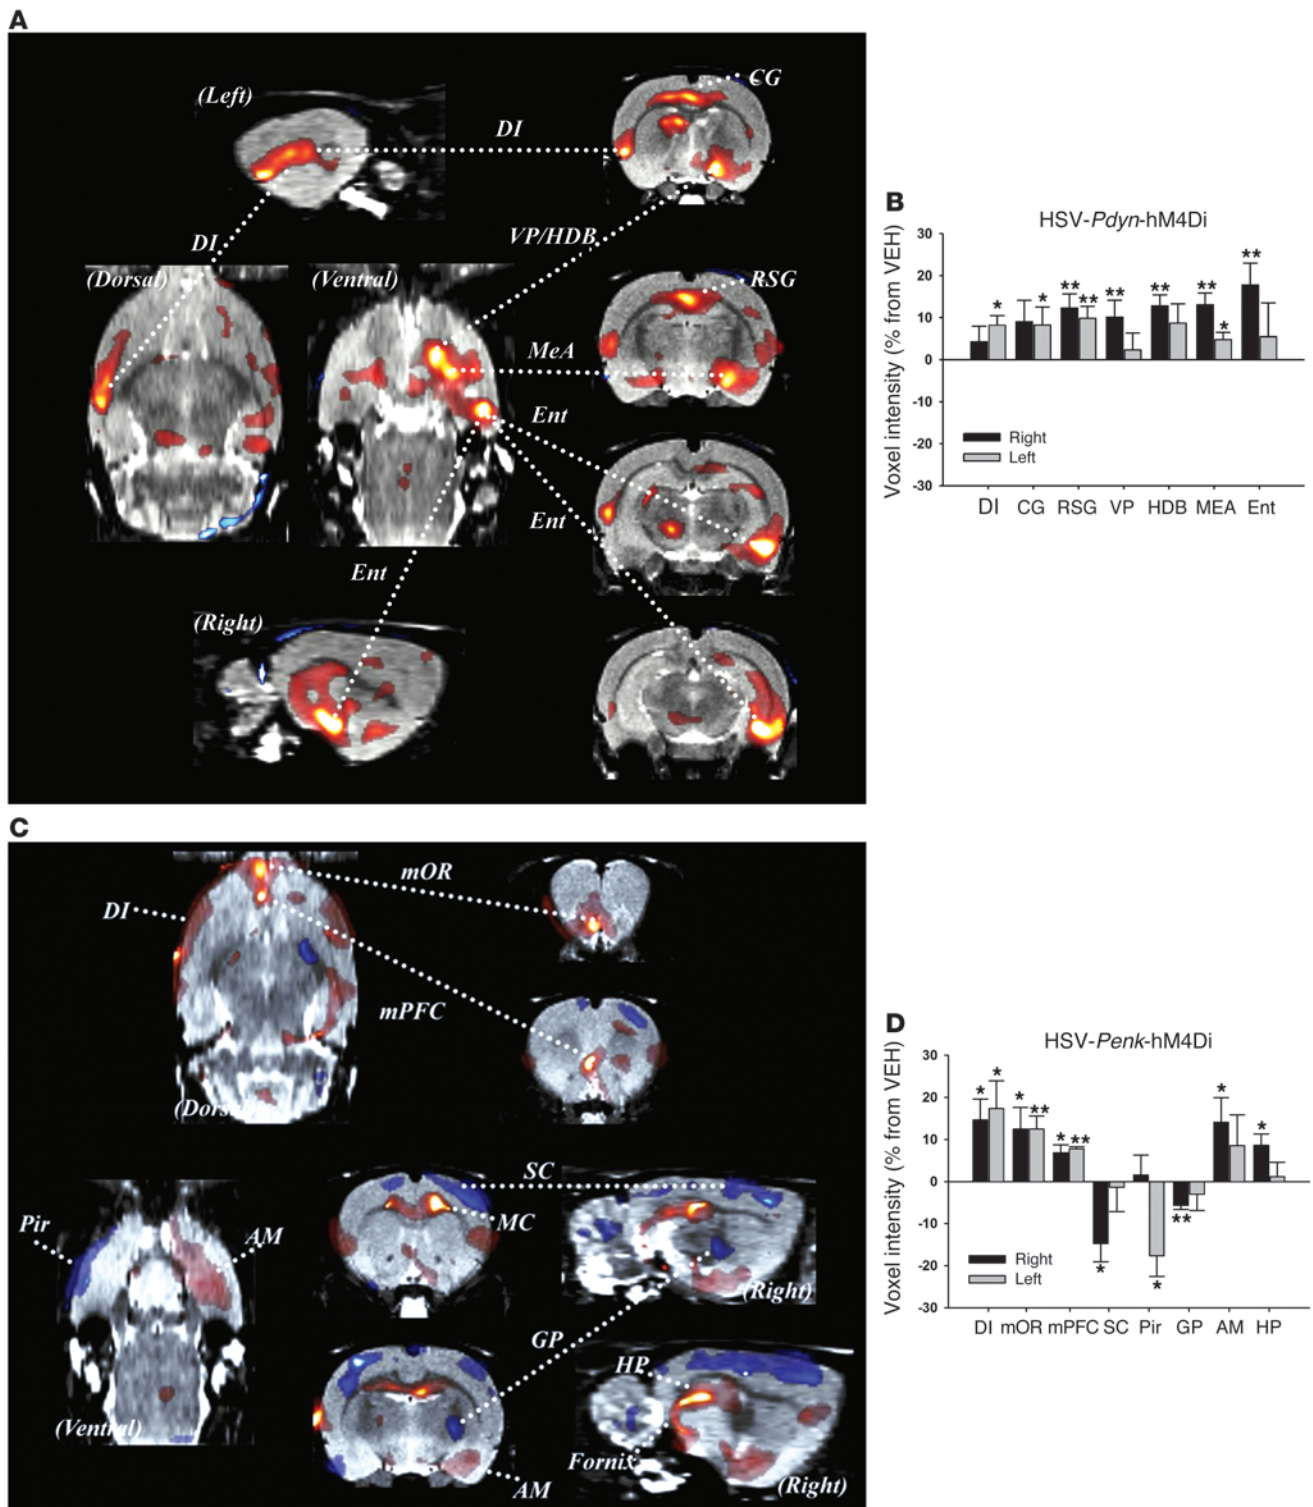 A
(Left)
DI
CG
DI
VP/HDB
(Dorsal)
(Ventral)
RSG
MeA
Ent
Ent
Ent
(Right)
B
HSV-Pdyn-hM4Di
Voxel intensity (% from VEH)
30
20
10
0
-10
-20
-30
** ** ** ** ** **
* * *
Right
Left
DI CG RSG VP HDB MEA Ent
C
mOR
DI
mPFC
(Dorsal)
SC
MC
Pir
AM
(Right)
GP
HP
(Ventral)
Fornix
AM
(Right)
D
HSV-Penk-hM4Di
Voxel intensity (% from VEH)
30
20
10
0
-10
-20
-30
* * * ** * ** * *
* * **
Right
Left
DI mOR mPFC SC Pir GP AM HP